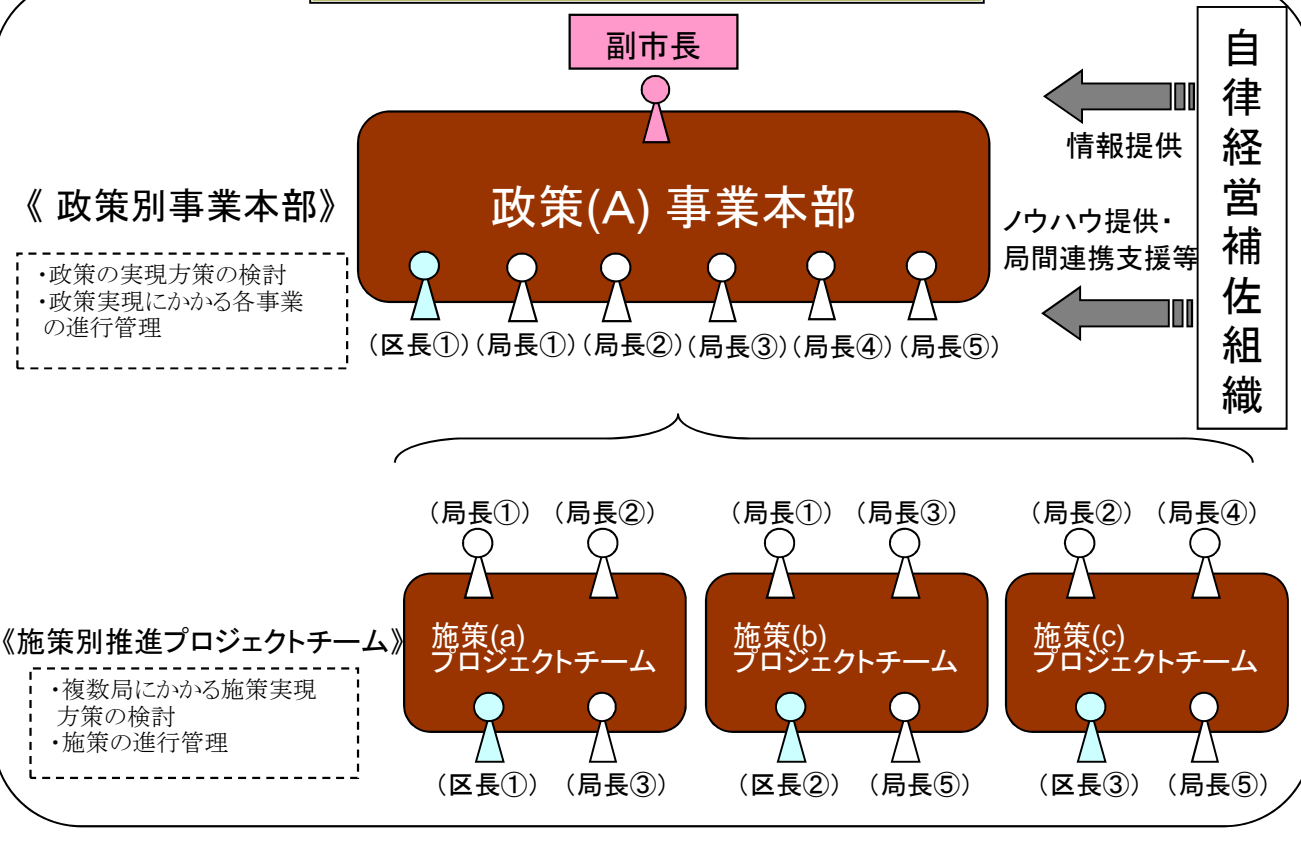 副市長
政策(A) 事業本部
《 政策別事業本部》
・政策の実現方策の検討
・政策実現にかかる各事業
の進行管理
(区長①)(局長①)(局長②)(局長③)(局長④)(局長⑤)
情報提供
ノウハウ提供・
局間連携支援等
自律経営補佐組織
(局長①) (局長②)
(局長①) (局長③)
(局長②) (局長④)
《施策別推進プロジェクトチーム》
・複数局にかかる施策実現
方策の検討
・施策の進行管理
施策(a)
プロジェクトチーム
施策(b)
プロジェクトチーム
施策(c)
プロジェクトチーム
(区長①) (局長③)
(区長②) (局長⑤)
(区長③) (局長⑤)